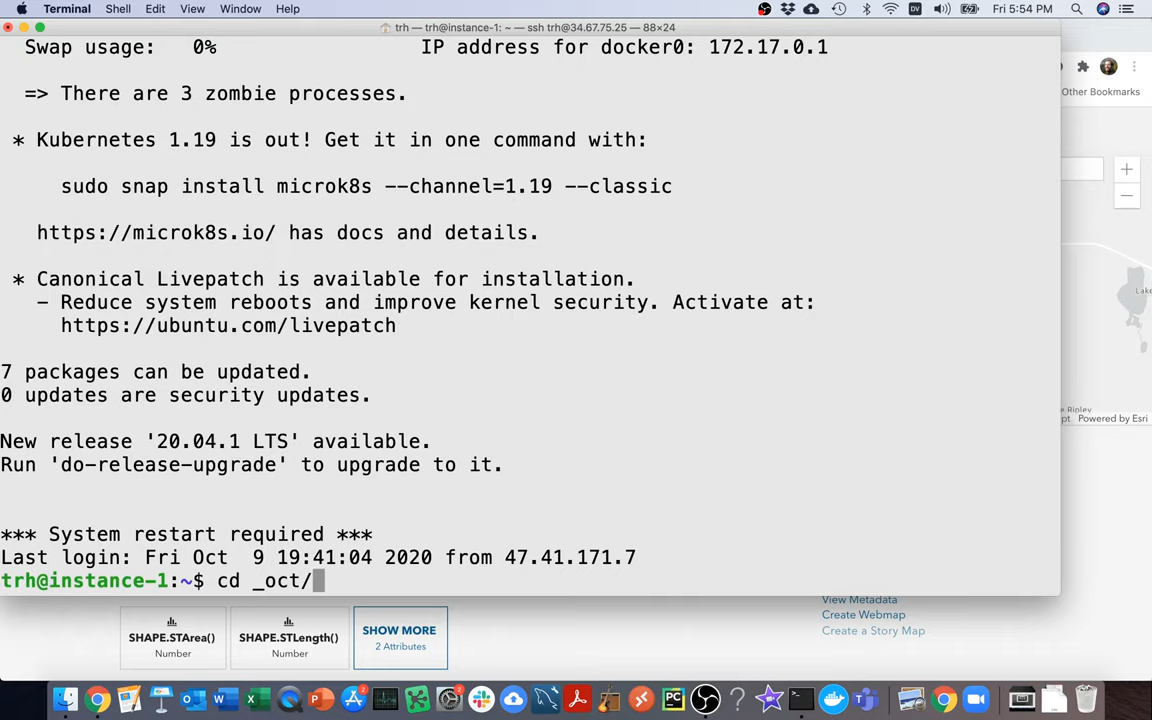 Terminal Shell Edit View Window Help Fri 5:54 PM
trh — trh@instance-1: ~ — ssh trh@34.67.75.25 — 88×24
Swap usage: 0% IP address for docker0: 172.17.0.1
=> There are 3 zombie processes.
* Kubernetes 1.19 is out! Get it in one command with:
sudo snap install microk8s --channel=1.19 --classic
https://microk8s.io/ has docs and details.
* Canonical Livepatch is available for installation.
- Reduce system reboots and improve kernel security. Activate at:
https://ubuntu.com/livepatch
7 packages can be updated.
0 updates are security updates.
New release '20.04.1 LTS' available.
Run 'do-release-upgrade' to upgrade to it.
*** System restart required ***
Last login: Fri Oct 9 19:41:04 2020 from 47.41.171.7
trh@instance-1:~$ cd _oct/
Other Bookmarks
Lake
Ripley
Powered by Esri
SHAPE.STArea()
Number
SHAPE.STLength()
Number
SHOW MORE
2 Attributes
View Metadata
Create Webmap
Create a Story Map